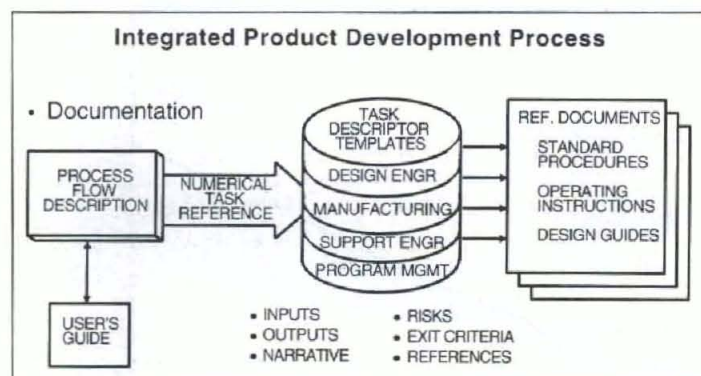 Integrated Product Development Process
• Documentation
PROCESS
FLOW
DESCRIPTION
NUMERICAL
TASK
REFERENCE
TASK
DESCRIPTOR
TEMPLATES
DESIGN ENGR
MANUFACTURING
SUPPORT ENGR
PROGRAM MGMT
REF. DOCUMENTS
STANDARD
PROCEDURES
OPERATING
INSTRUCTIONS
DESIGN GUIDES
USER'S
GUIDE
• INPUTS
• OUTPUTS
• NARRATIVE
• RISKS
• EXIT CRITERIA
• REFERENCES